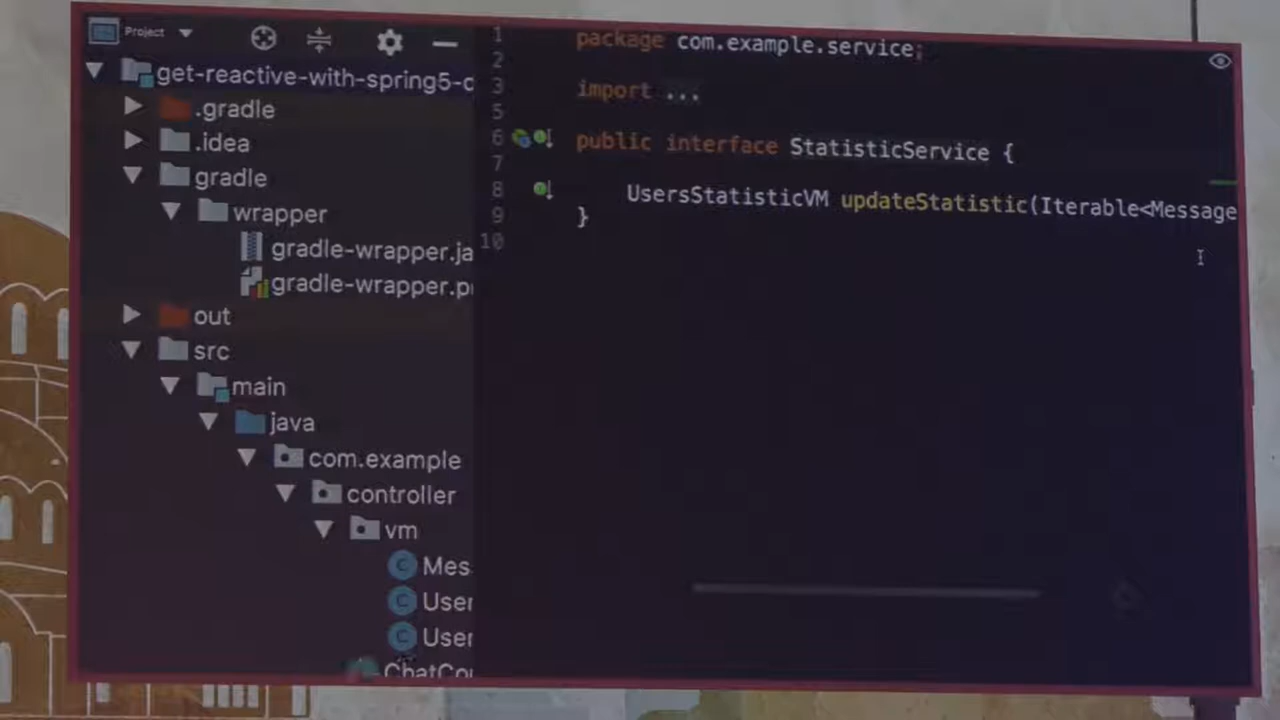 Project
get-reactive-with-spring5-c
.gradle
.idea
gradle
wrapper
gradle-wrapper.ja
gradle-wrapper.pr
out
src
main
java
com.example
controller
vm
Mes
User
User
ChatCon
1 package com.example.service;
2
3 import ...
5
6 public interface StatisticService {
7
8 UsersStatisticVM updateStatistic(Iterable<Message
9 }
10